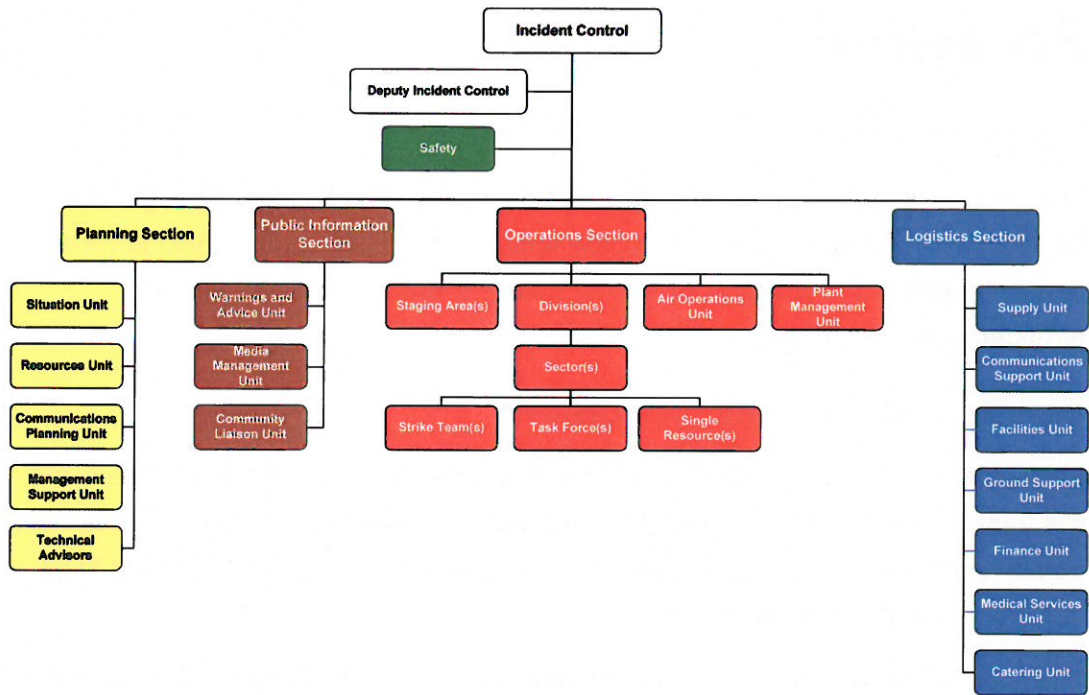 Incident Control
Deputy Incident Control
Safety
Planning Section
Public Information
Section
Operations Section
Logistics Section
Situation Unit
Resources Unit
Communications
Planning Unit
Management
Support Unit
Technical
Advisors
Warnings and
Advice Unit
Media
Management
Unit
Community
Liaison Unit
Staging Area(s)
Division(s)
Air Operations
Unit
Plant
Management
Unit
Sector(s)
Strike Team(s)
Task Force(s)
Single
Resource(s)
Supply Unit
Communications
Support Unit
Facilities Unit
Ground Support
Unit
Finance Unit
Medical Services
Unit
Catering Unit